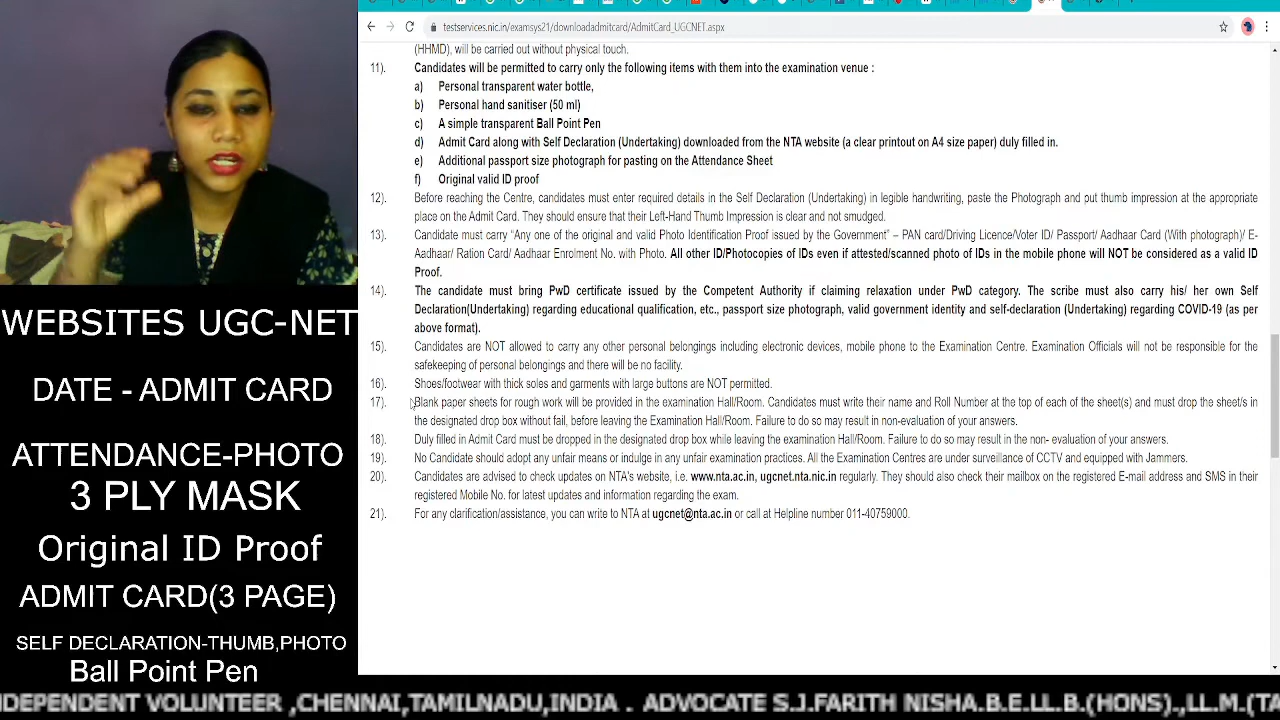 testservices.nic.in/examsys21/downloadadmitcard/AdmitCard_UGCNET.aspx
(HHMD), will be carried out without physical touch.
11). Candidates will be permitted to carry only the following items with them into the examination venue :
a) Personal transparent water bottle,
b) Personal hand sanitiser (50 ml)
c) A simple transparent Ball Point Pen
d) Admit Card along with Self Declaration (Undertaking) downloaded from the NTA website (a clear printout on A4 size paper) duly filled in.
e) Additional passport size photograph for pasting on the Attendance Sheet
f) Original valid ID proof
12). Before reaching the Centre, candidates must enter required details in the Self Declaration (Undertaking) in legible handwriting, paste the Photograph and put thumb impression at the appropriate
place on the Admit Card. They should ensure that their Left-Hand Thumb Impression is clear and not smudged.
13). Candidate must carry “Any one of the original and valid Photo Identification Proof issued by the Government” – PAN card/Driving Licence/Voter ID/ Passport/ Aadhaar Card (With photograph)/ E-
Aadhaar/ Ration Card/ Aadhaar Enrolment No. with Photo. All other ID/Photocopies of IDs even if attested/scanned photo of IDs in the mobile phone will NOT be considered as a valid ID
Proof.
14). The candidate must bring PwD certificate issued by the Competent Authority if claiming relaxation under PwD category. The scribe must also carry his/ her own Self
Declaration(Undertaking) regarding educational qualification, etc., passport size photograph, valid government identity and self-declaration (Undertaking) regarding COVID-19 (as per
above format).
15). Candidates are NOT allowed to carry any other personal belongings including electronic devices, mobile phone to the Examination Centre. Examination Officials will not be responsible for the
safekeeping of personal belongings and there will be no facility.
16). Shoes/footwear with thick soles and garments with large buttons are NOT permitted.
17). Blank paper sheets for rough work will be provided in the examination Hall/Room. Candidates must write their name and Roll Number at the top of each of the sheet(s) and must drop the sheet/s in
the designated drop box without fail, before leaving the Examination Hall/Room. Failure to do so may result in non-evaluation of your answers.
18). Duly filled in Admit Card must be dropped in the designated drop box while leaving the examination Hall/Room. Failure to do so may result in the non- evaluation of your answers.
19). No Candidate should adopt any unfair means or indulge in any unfair examination practices. All the Examination Centres are under surveillance of CCTV and equipped with Jammers.
20). Candidates are advised to check updates on NTA's website, i.e. www.nta.ac.in, ugcnet.nta.nic.in regularly. They should also check their mailbox on the registered E-mail address and SMS in their
registered Mobile No. for latest updates and information regarding the exam.
21). For any clarification/assistance, you can write to NTA at ugcnet@nta.ac.in or call at Helpline number 011-40759000.
WEBSITES UGC-NET
DATE - ADMIT CARD
ATTENDANCE-PHOTO
3 PLY MASK
Original ID Proof
ADMIT CARD(3 PAGE)
SELF DECLARATION-THUMB,PHOTO
Ball Point Pen
NDEPENDENT VOLUNTEER ,CHENNAI,TAMILNADU,INDIA . ADVOCATE S.J.FARITH NISHA.B.E.LL.B.(HONS).,LL.M.(TA